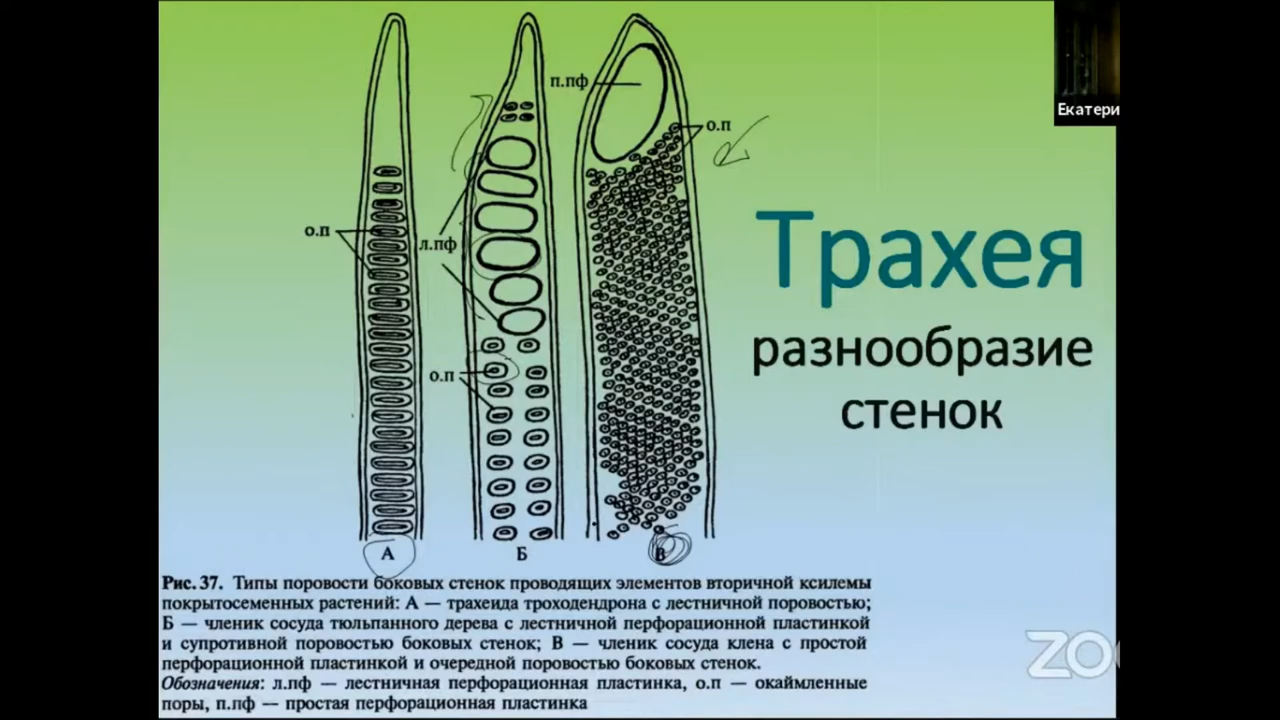 Екатери
п.пф
о.п
о.п
л.пф
о.п
Трахея
разнообразие
стенок
А
Б
В
Рис. 37. Типы поровости боковых стенок проводящих элементов вторичной ксилемы
покрытосеменных растений: А — трахеида троходендрона с лестничной поровостью;
Б — членик сосуда тюльпанного дерева с лестничной перфорационной пластинкой
и супротивной поровостью боковых стенок; В — членик сосуда клена с простой
перфорационной пластинкой и очередной поровостью боковых стенок.
Обозначения: л.пф — лестничная перфорационная пластинка, о.п — окаймленные
поры, п.пф — простая перфорационная пластинка
ZO